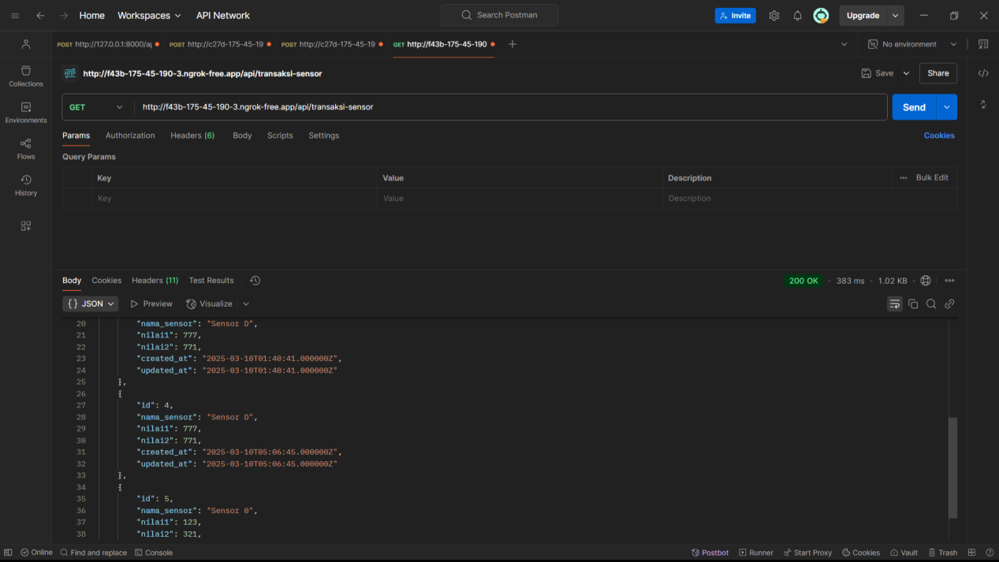 Home Workspaces API Network Search Postman Invite Upgrade
POST http://127.0.0.1:8000/a POST http://c27d-175-45-19 POST http://c27d-175-45-19 GET http://f43b-175-45-190 No environment
HTTP http://f43b-175-45-190-3.ngrok-free.app/api/transaksi-sensor Save Share
GET http://f43b-175-45-190-3.ngrok-free.app/api/transaksi-sensor Send
Collections
Environments
Flows
History
Params Authorization Headers (6) Body Scripts Settings Cookies
Query Params
Key Value Description Bulk Edit
Key Value Description
Body Cookies Headers (11) Test Results 200 OK 383 ms 1.02 KB
{} JSON Preview Visualize
20 "nama_sensor": "Sensor D",
21 "nilai1": 777,
22 "nilai2": 771,
23 "created_at": "2025-03-10T01:40:41.000000Z",
24 "updated_at": "2025-03-10T01:40:41.000000Z"
25 },
26 {
27 "id": 4,
28 "nama_sensor": "Sensor D",
29 "nilai1": 777,
30 "nilai2": 771,
31 "created_at": "2025-03-10T05:06:45.000000Z",
32 "updated_at": "2025-03-10T05:06:45.000000Z"
33 },
34 {
35 "id": 5,
36 "nama_sensor": "Sensor 0",
37 "nilai1": 123,
38 "nilai2": 321,
Online Find and replace Console Postbot Runner Start Proxy Cookies Vault Trash